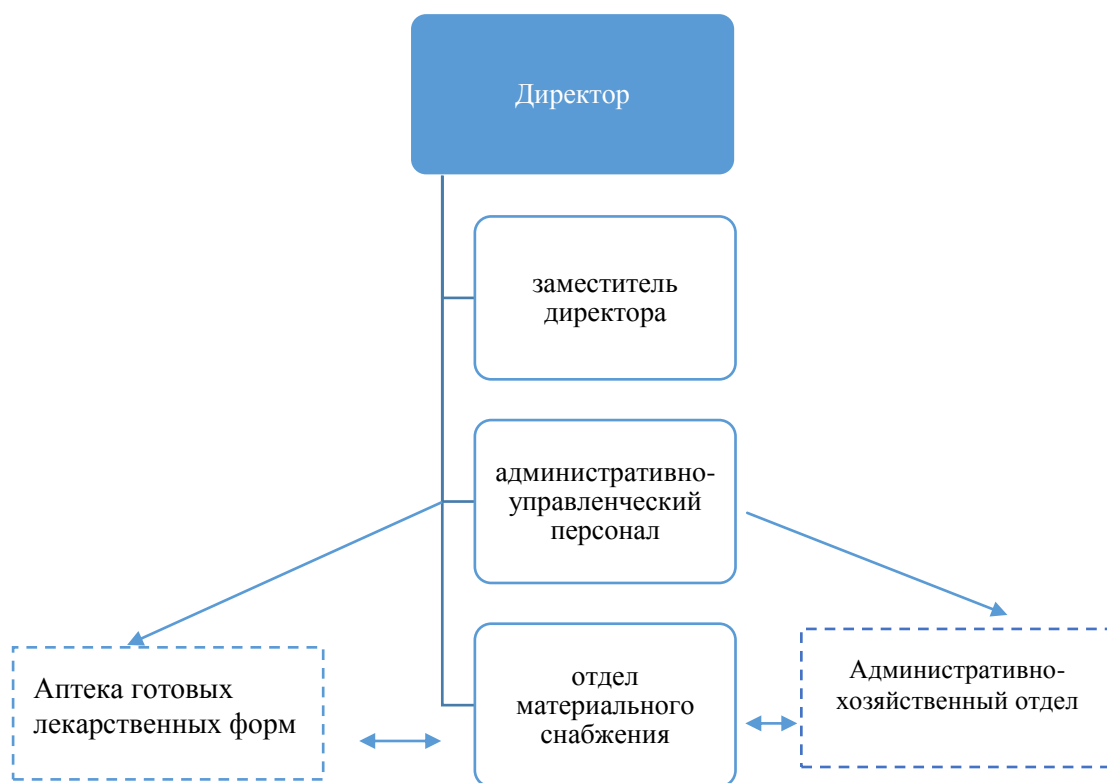 Директор
заместитель
директора
административно-
управленческий
персонал
Аптека готовых
лекарственных форм
отдел
материального
снабжения
Административно-
хозяйственный отдел